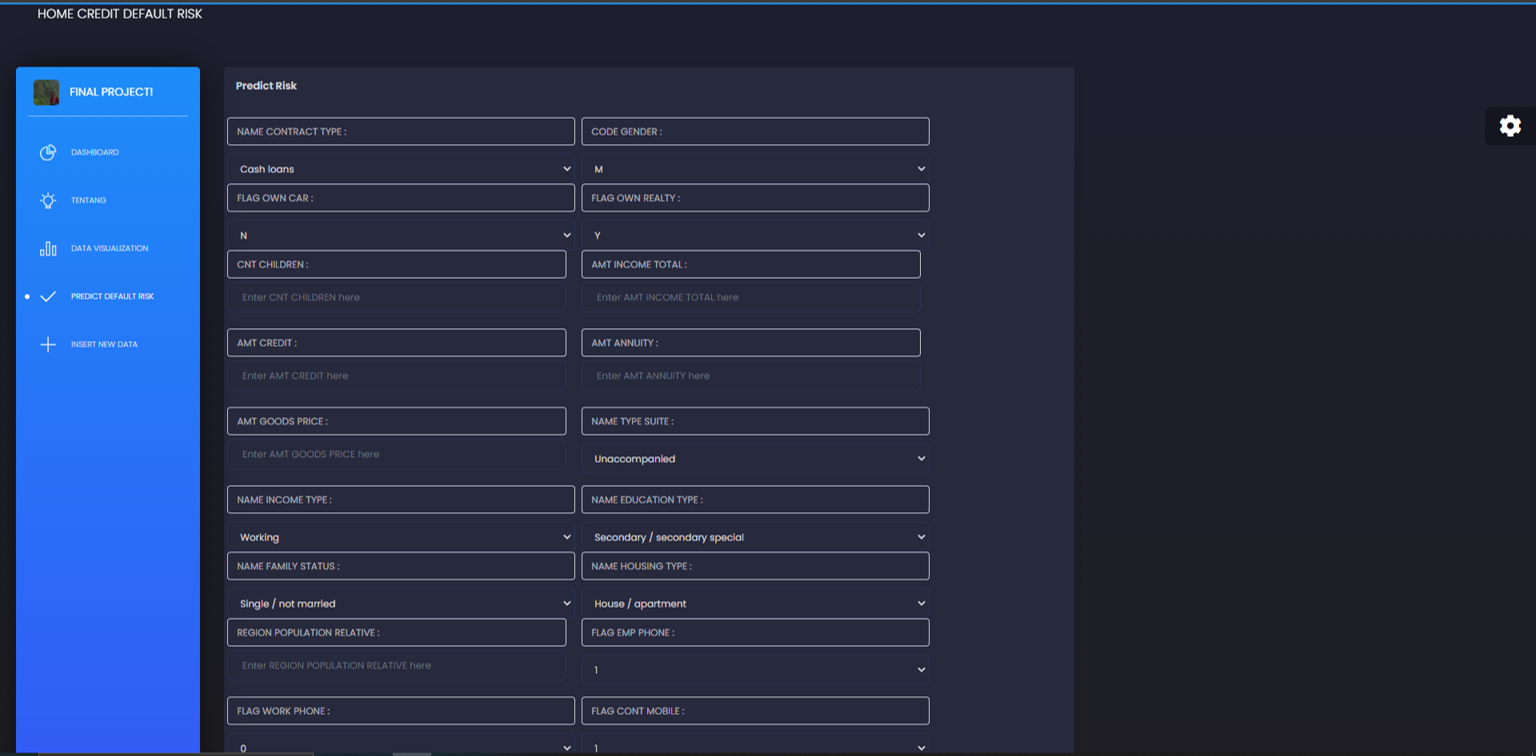 HOME CREDIT DEFAULT RISK
FINAL PROJECT!
DASHBOARD
TENTANG
DATA VISUALIZATION
PREDICT DEFAULT RISK
INSERT NEW DATA
Predict Risk
NAME CONTRACT TYPE :
CODE GENDER :
Cash loans
M
FLAG OWN CAR :
FLAG OWN REALTY :
N
Y
CNT CHILDREN :
AMT INCOME TOTAL :
Enter CNT CHILDREN here
Enter AMT INCOME TOTAL here
AMT CREDIT :
AMT ANNUITY :
Enter AMT CREDIT here
Enter AMT ANNUITY here
AMT GOODS PRICE :
NAME TYPE SUITE :
Enter AMT GOODS PRICE here
Unaccompanied
NAME INCOME TYPE :
NAME EDUCATION TYPE :
Working
Secondary / secondary special
NAME FAMILY STATUS :
NAME HOUSING TYPE :
Single / not married
House / apartment
REGION POPULATION RELATIVE :
FLAG EMP PHONE :
Enter REGION POPULATION RELATIVE here
1
FLAG WORK PHONE :
FLAG CONT MOBILE :
0
1